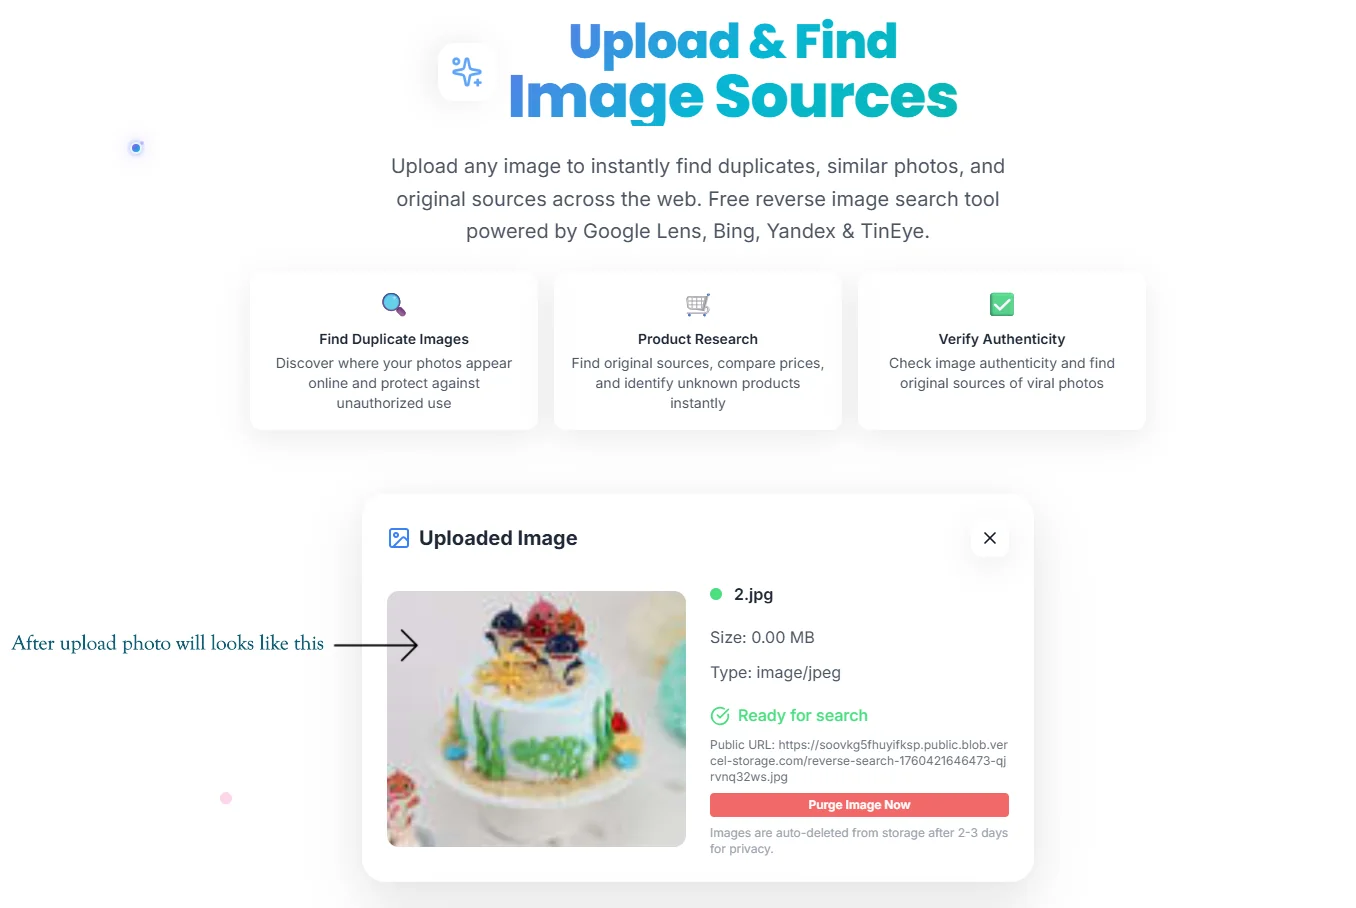 Upload & Find
Image Sources
Upload any image to instantly find duplicates, similar photos, and
original sources across the web. Free reverse image search tool
powered by Google Lens, Bing, Yandex & TinEye.
Find Duplicate Images
Discover where your photos appear
online and protect against
unauthorized use
Product Research
Find original sources, compare prices,
and identify unknown products
instantly
Verify Authenticity
Check image authenticity and find
original sources of viral photos
Uploaded Image
After upload photo will looks like this
2.jpg
Size: 0.00 MB
Type: image/jpeg
Ready for search
Public URL: https://soovkg5fhuyifksp.public.blob.ver
cel-storage.com/reverse-search-1760421646473-qj
rvnq32ws.jpg
Purge Image Now
Images are auto-deleted from storage after 2-3 days
for privacy.